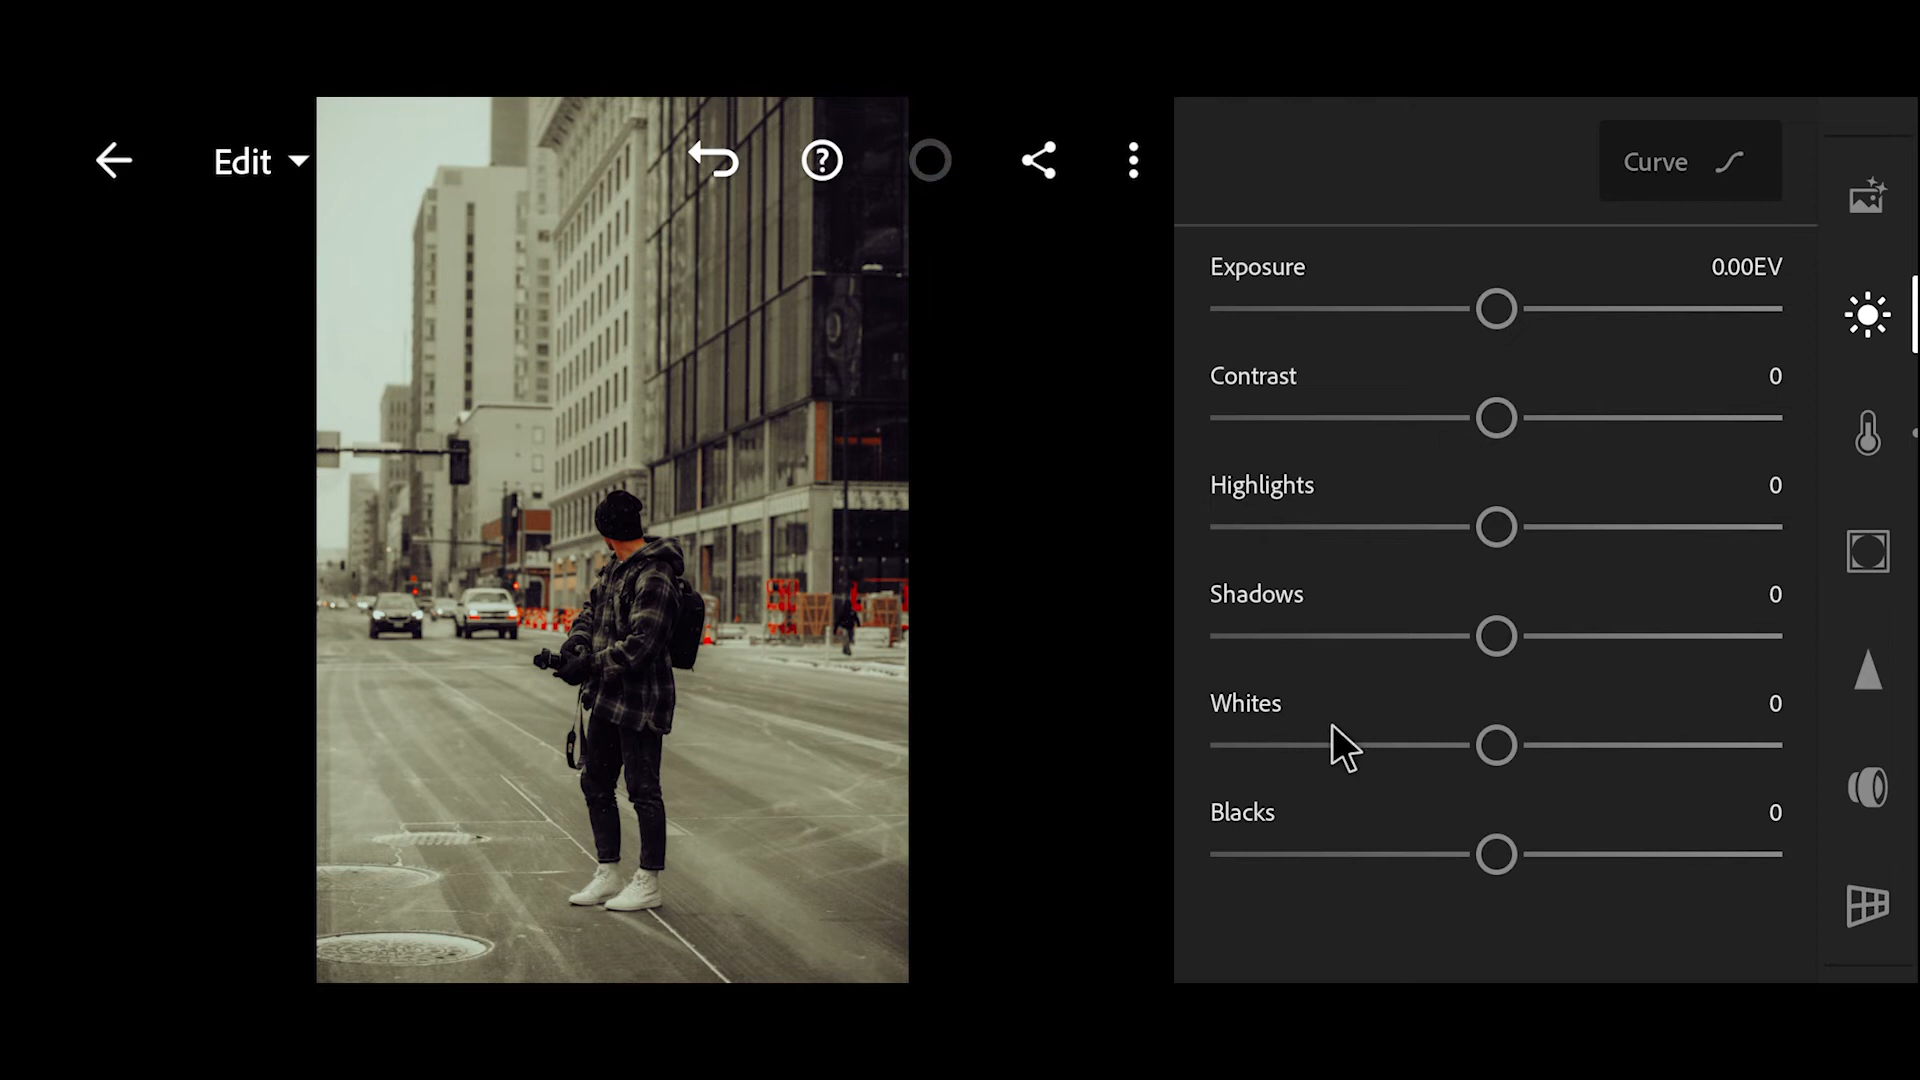 Edit
Curve
Exposure 0.00EV
Contrast 0
Highlights 0
Shadows 0
Whites 0
Blacks 0